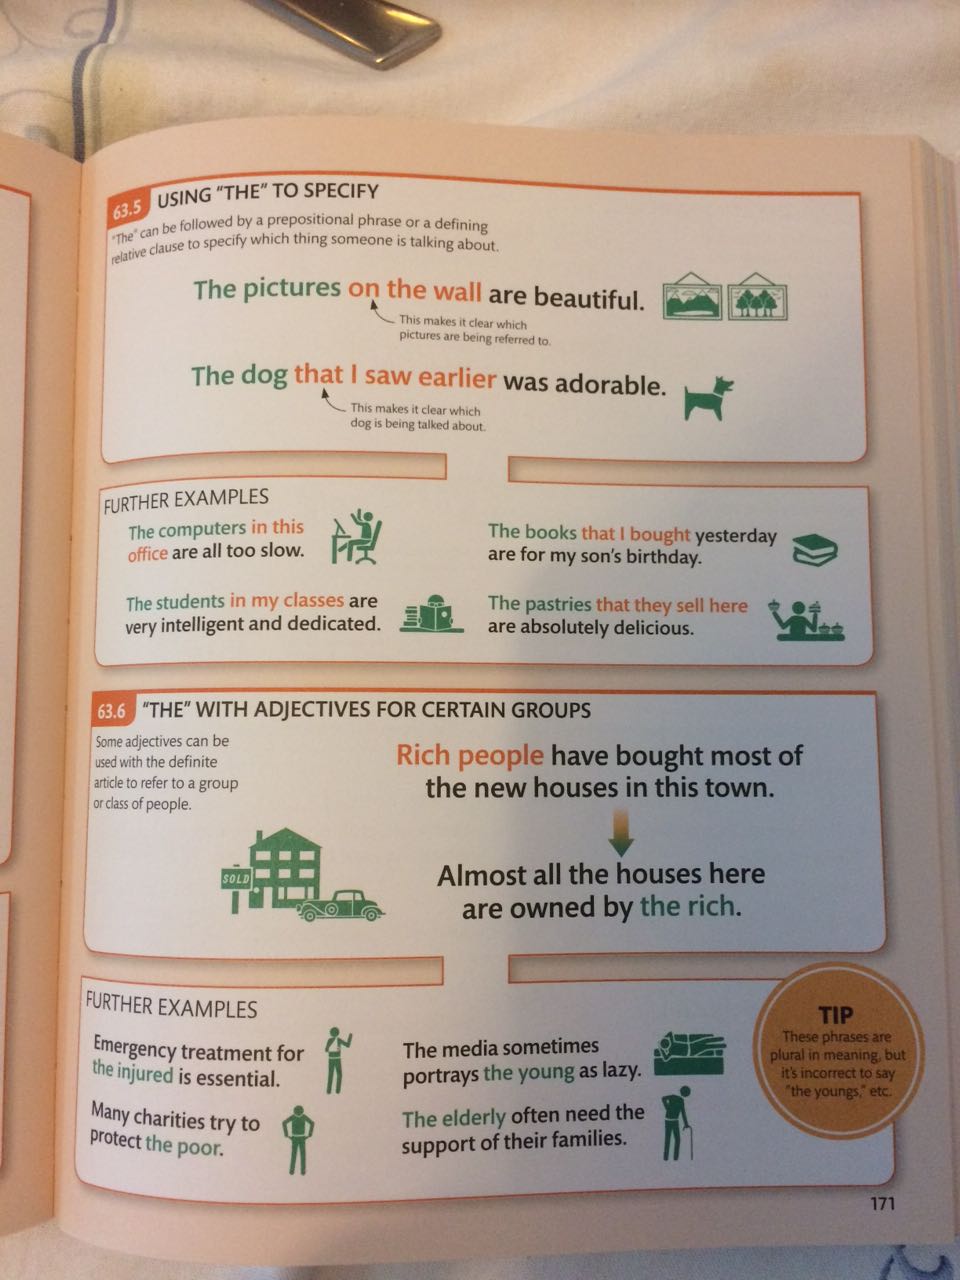 63.5 USING "THE" TO SPECIFY
"The" can be followed by a prepositional phrase or a defining
relative clause to specify which thing someone is talking about.
The pictures on the wall are beautiful.
This makes it clear which
pictures are being referred to.
The dog that I saw earlier was adorable.
This makes it clear which
dog is being talked about.
FURTHER EXAMPLES
The computers in this
office are all too slow.
The books that I bought yesterday
are for my son's birthday.
The students in my classes are
very intelligent and dedicated.
The pastries that they sell here
are absolutely delicious.
63.6 "THE" WITH ADJECTIVES FOR CERTAIN GROUPS
Some adjectives can be
used with the definite
article to refer to a group
or class of people.
Rich people have bought most of
the new houses in this town.
SOLD
Almost all the houses here
are owned by the rich.
FURTHER EXAMPLES
Emergency treatment for
the injured is essential.
The media sometimes
portrays the young as lazy.
Many charities try to
protect the poor.
The elderly often need the
support of their families.
TIP
These phrases are
plural in meaning, but
it's incorrect to say
"the youngs," etc.
171